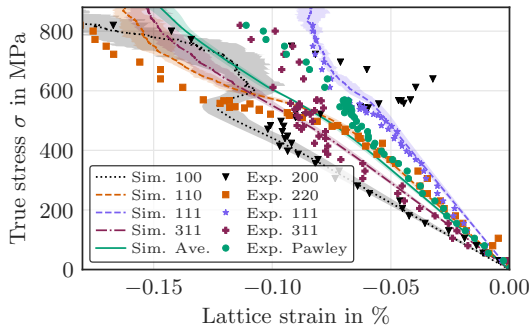 True stress σ in MPa
800
600
400
200
0
Sim. 100
Sim. 110
Sim. 111
Sim. 311
Sim. Ave.
Exp. 200
Exp. 220
Exp. 111
Exp. 311
Exp. Pawley
−0.15
−0.10
−0.05
0.00
Lattice strain in %